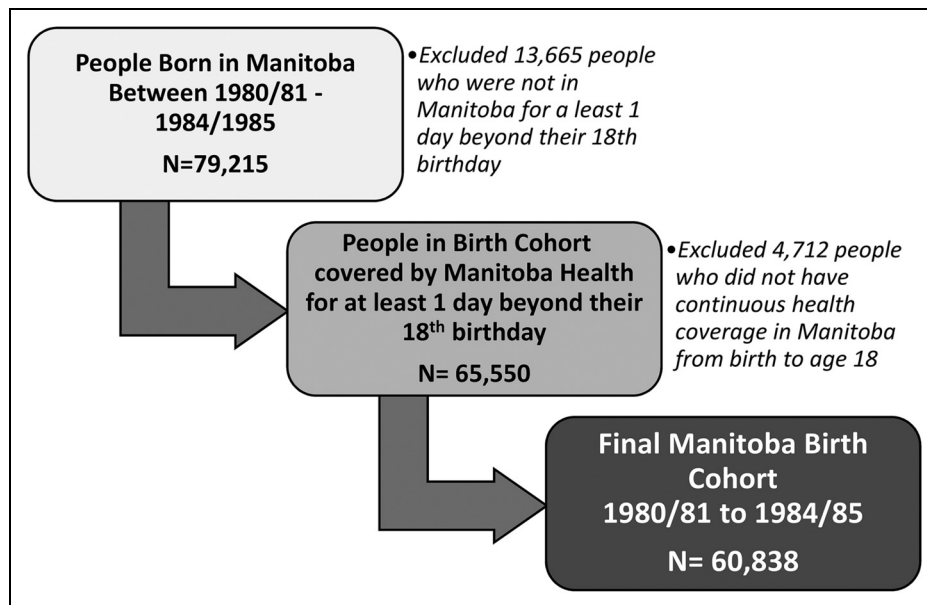 People Born in Manitoba
Between 1980/81 -
1984/1985
N=79,215
•Excluded 13,665 people
who were not in
Manitoba for a least 1
day beyond their 18th
birthday
People in Birth Cohort
covered by Manitoba Health
for at least 1 day beyond their
18th birthday
N= 65,550
•Excluded 4,712 people
who did not have
continuous health
coverage in Manitoba
from birth to age 18
Final Manitoba Birth
Cohort
1980/81 to 1984/85
N= 60,838